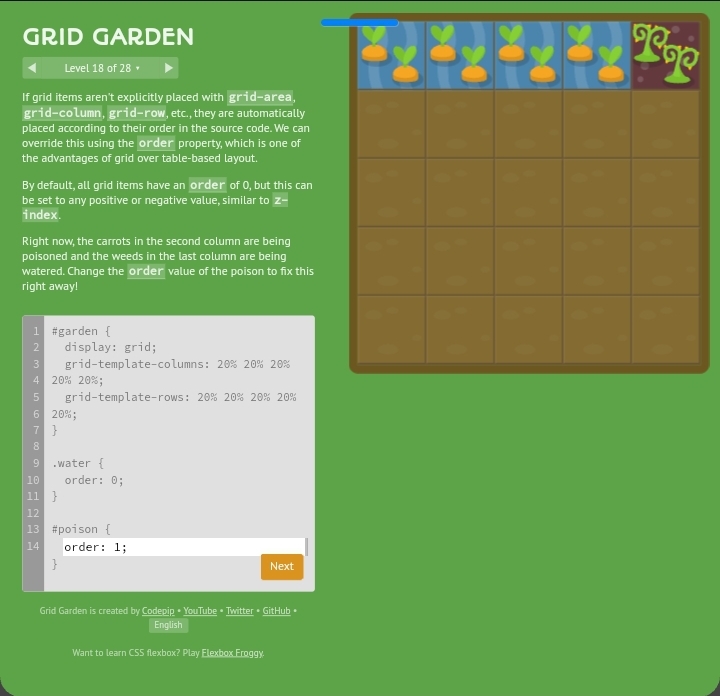 GRID GARDEN
Level 18 of 28 •
If grid items aren't explicitly placed with grid-area,
grid-column, grid-row, etc., they are automatically
placed according to their order in the source code. We can
override this using the order property, which is one of
the advantages of grid over table-based layout.
By default, all grid items have an order of 0, but this can
be set to any positive or negative value, similar to z-
index.
Right now, the carrots in the second column are being
poisoned and the weeds in the last column are being
watered. Change the order value of the poison to fix this
right away!
1 #garden {
2 display: grid;
3 grid-template-columns: 20% 20% 20%
4 20% 20%;
5 grid-template-rows: 20% 20% 20% 20%
6 20%;
7 }
8
9 .water {
10 order: 0;
11 }
12
13 #poison {
14 order: 1;
}
Next
Grid Garden is created by Codepip • YouTube • Twitter • GitHub •
English
Want to learn CSS flexbox? Play Flexbox Froggy.